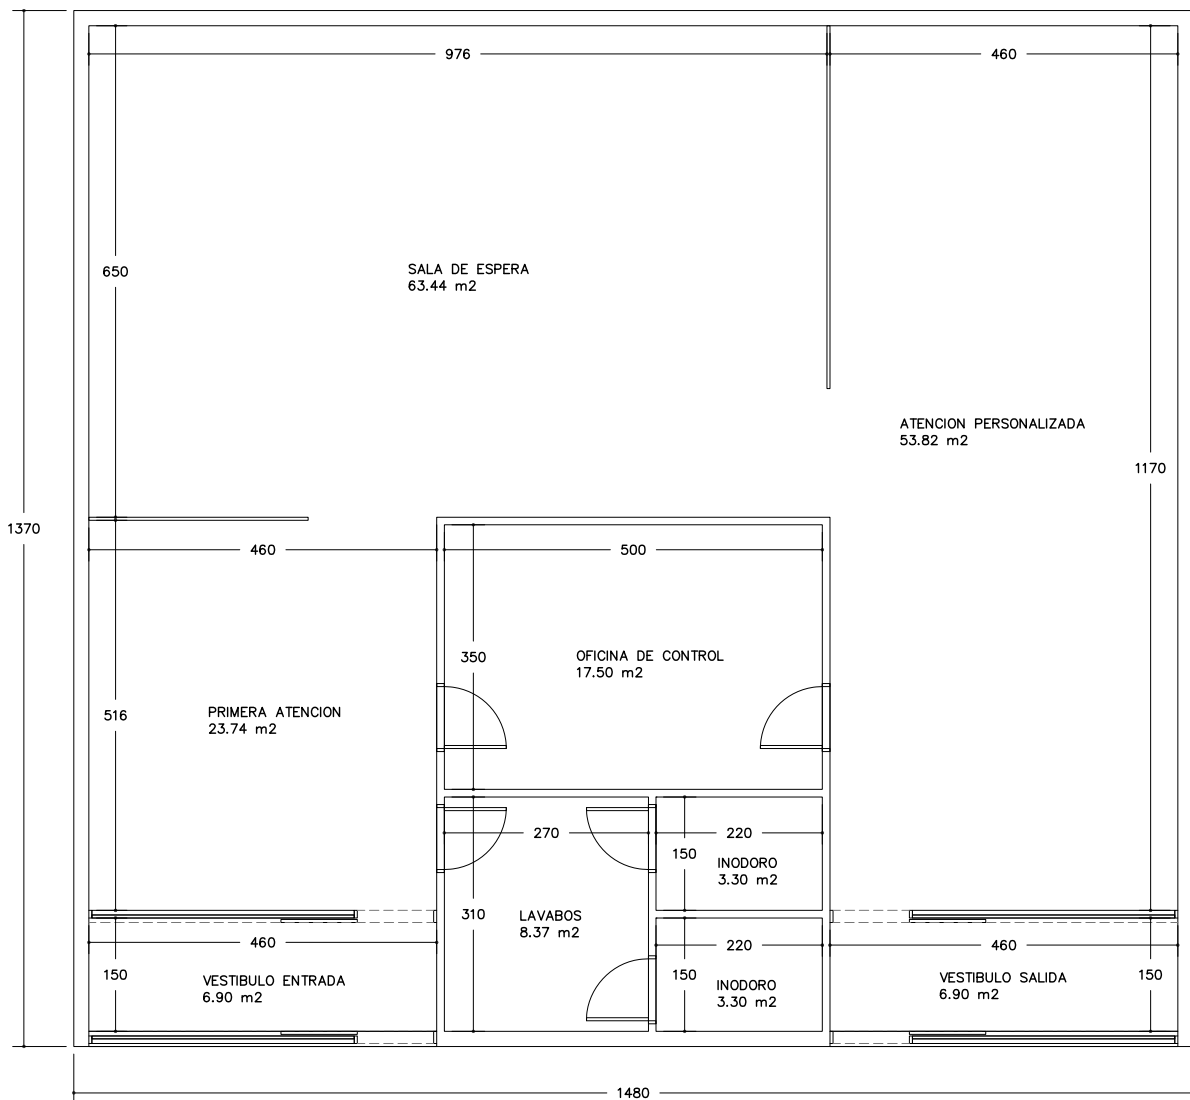 976
460
650
SALA DE ESPERA
63.44 m2
ATENCION PERSONALIZADA
53.82 m2
1170
1370
460
500
350
OFICINA DE CONTROL
17.50 m2
516
PRIMERA ATENCION
23.74 m2
270
220
150
INODORO
3.30 m2
310
LAVABOS
8.37 m2
460
220
460
150
VESTIBULO ENTRADA
6.90 m2
150
INODORO
3.30 m2
VESTIBULO SALIDA
6.90 m2
150
1480